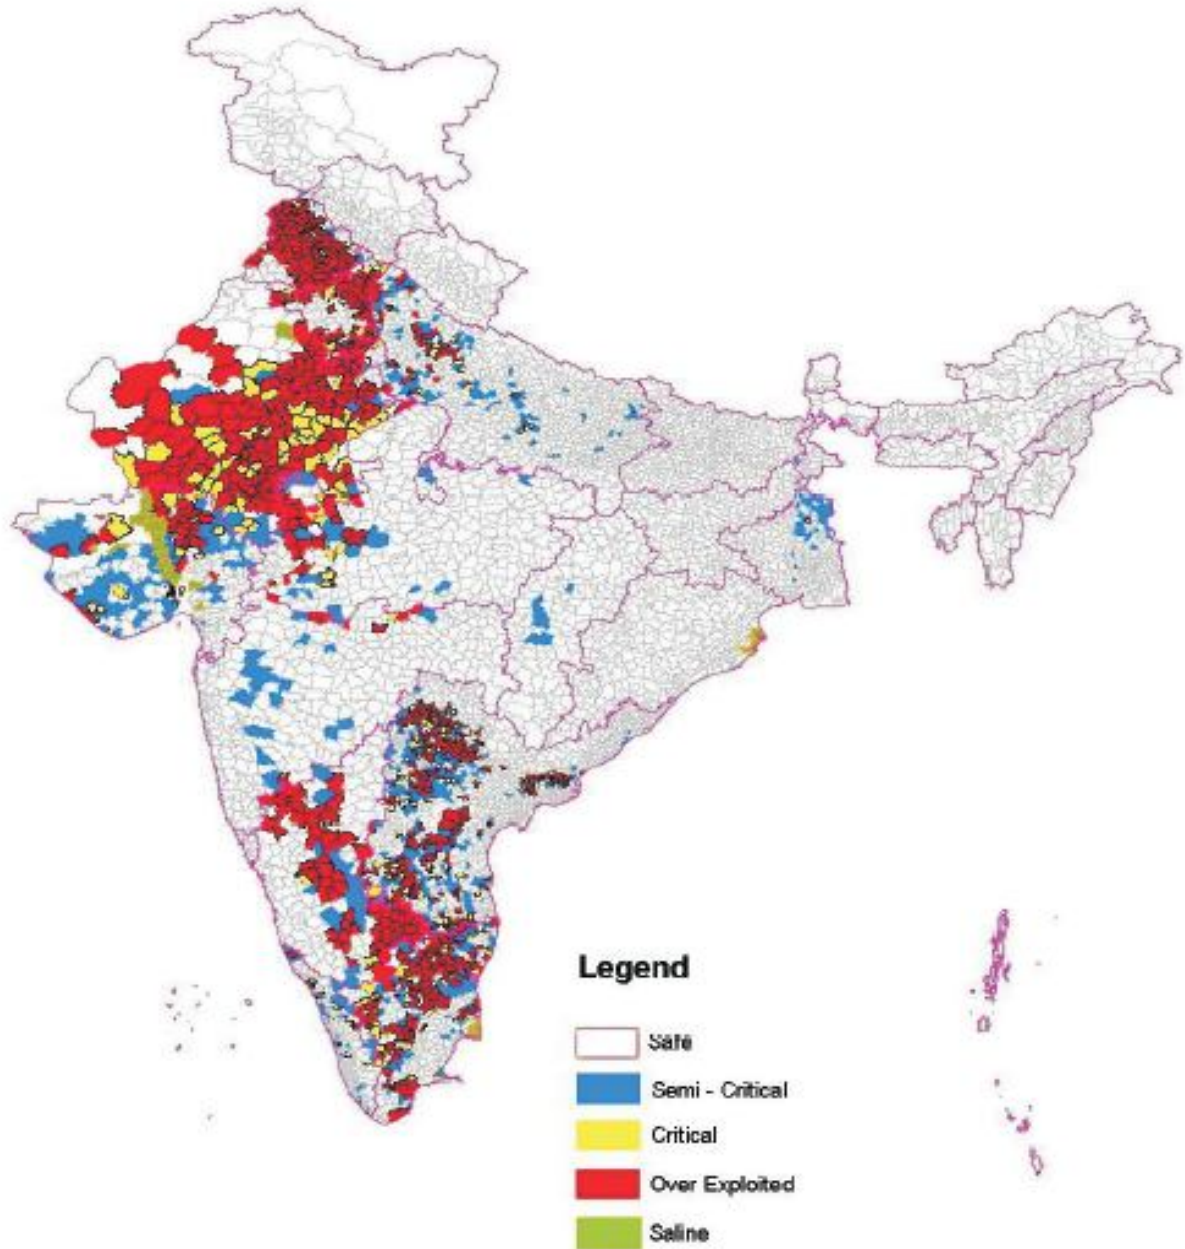 Legend
Safe
Semi - Critical
Critical
Over Exploited
Saline